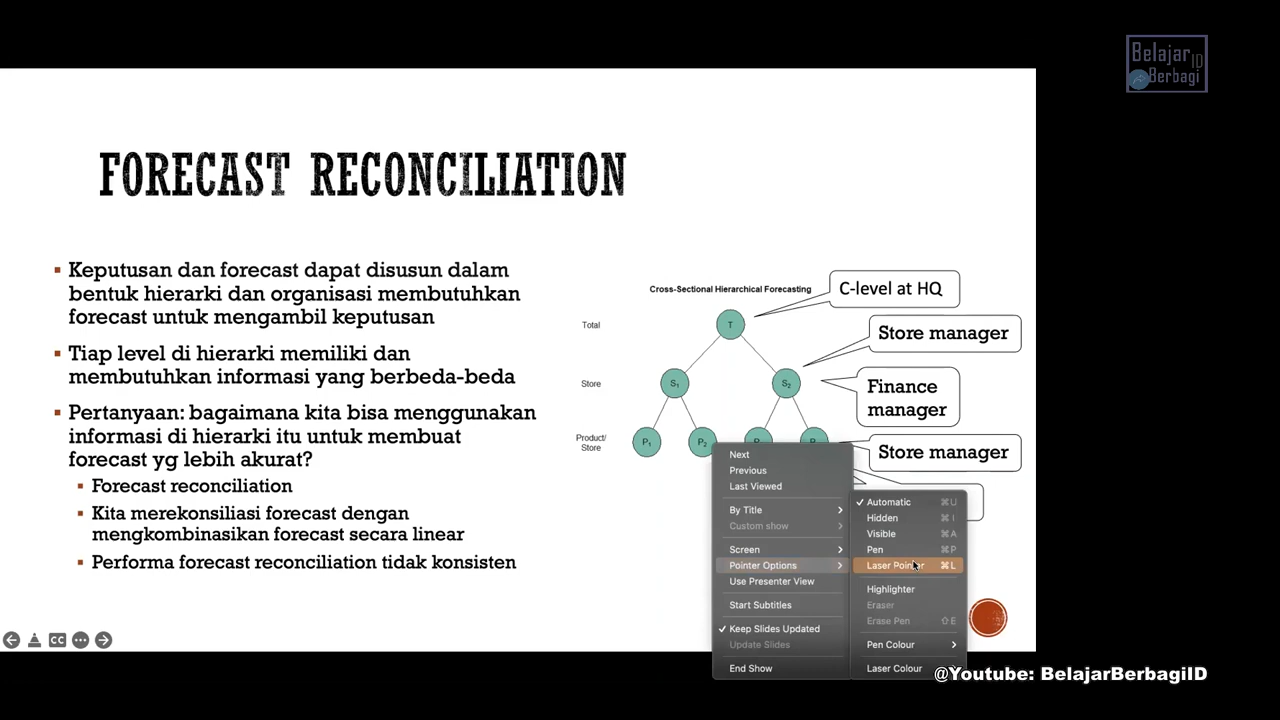 Belajar ID
Berbagi
FORECAST RECONCILIATION
Keputusan dan forecast dapat disusun dalam
bentuk hierarki dan organisasi membutuhkan
forecast untuk mengambil keputusan
Tiap level di hierarki memiliki dan
membutuhkan informasi yang berbeda-beda
Pertanyaan: bagaimana kita bisa menggunakan
informasi di hierarki itu untuk membuat
forecast yg lebih akurat?
Forecast reconciliation
Kita merekonsiliasi forecast dengan
mengkombinasikan forecast secara linear
Performa forecast reconciliation tidak konsisten
Cross-Sectional Hierarchical Forecasting
C-level at HQ
Total
T
Store manager
Store
S₁
S₂
Finance
manager
Product/
Store
P₁
P₂
Store manager
Next
Previous
Last Viewed
By Title
Custom show
Screen
Pointer Options
Use Presenter View
Start Subtitles
✓ Keep Slides Updated
Update Slides
End Show
✓ Automatic ⌘U
Hidden ⌘I
Visible ⌘A
Pen ⌘P
Laser Pointer ⌘L
Highlighter
Eraser
Erase Pen ⇧E
Pen Colour
Laser Colour
CC
@Youtube: BelajarBerbagiID